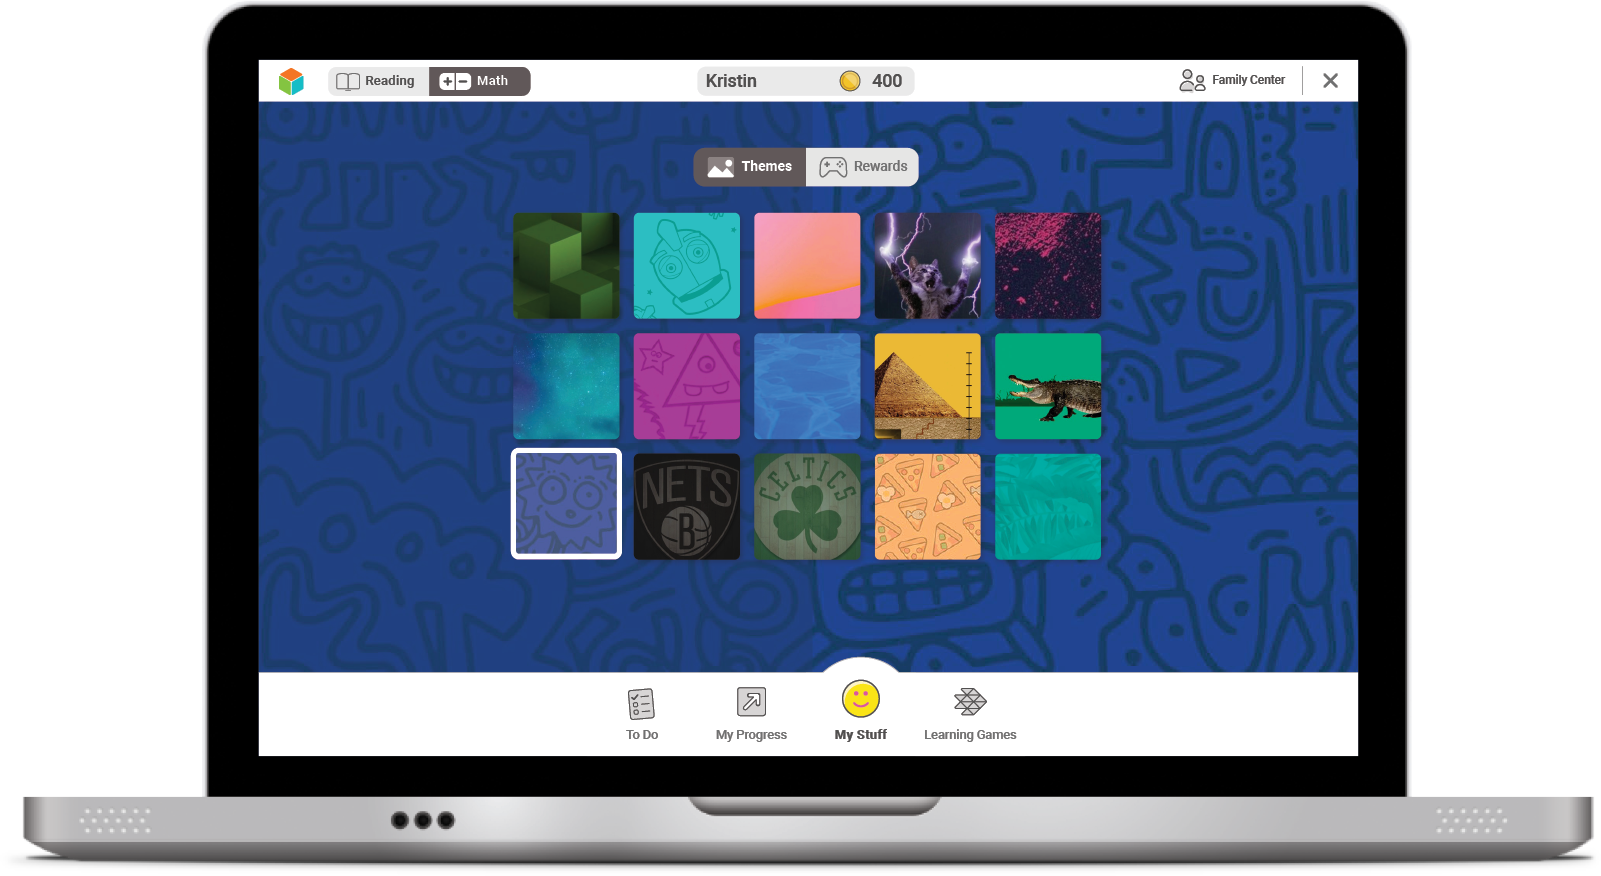 Reading
Math
Kristin
400
Family Center
Themes
Rewards
NETS
B
CELTICS
To Do
My Progress
My Stuff
Learning Games